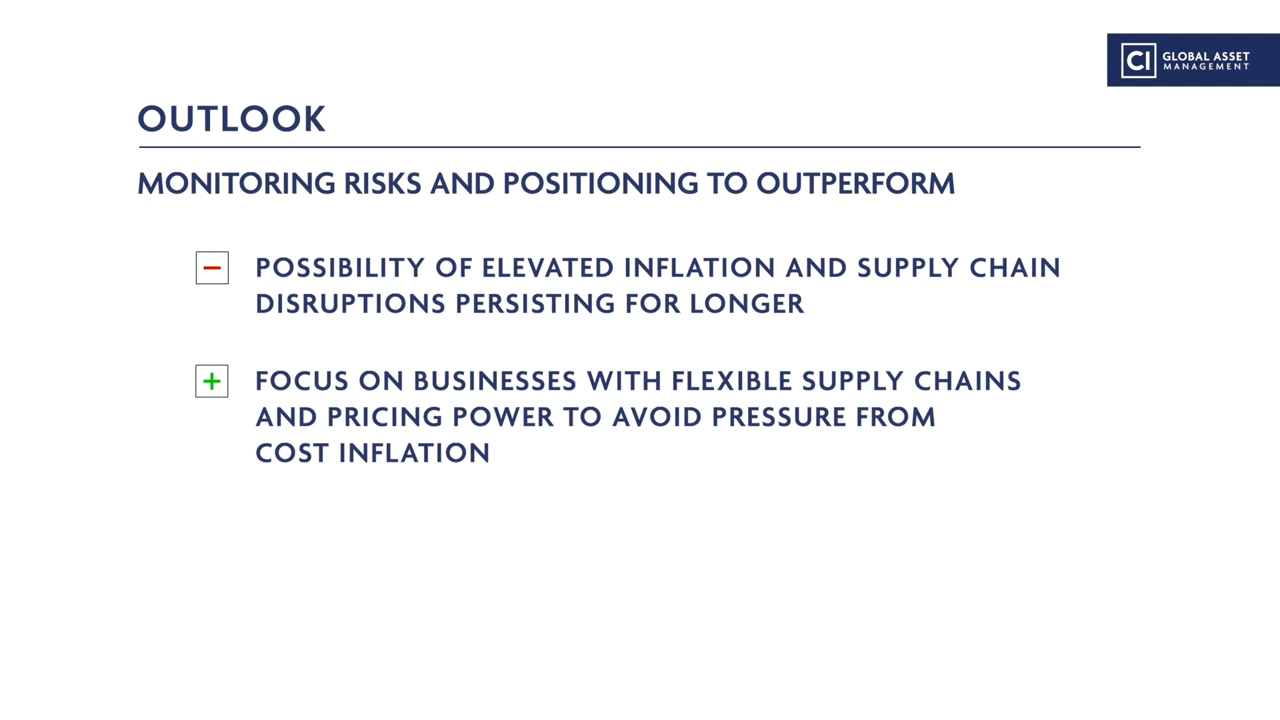 CI GLOBAL ASSET
MANAGEMENT
OUTLOOK
MONITORING RISKS AND POSITIONING TO OUTPERFORM
POSSIBILITY OF ELEVATED INFLATION AND SUPPLY CHAIN
DISRUPTIONS PERSISTING FOR LONGER
FOCUS ON BUSINESSES WITH FLEXIBLE SUPPLY CHAINS
AND PRICING POWER TO AVOID PRESSURE FROM
COST INFLATION